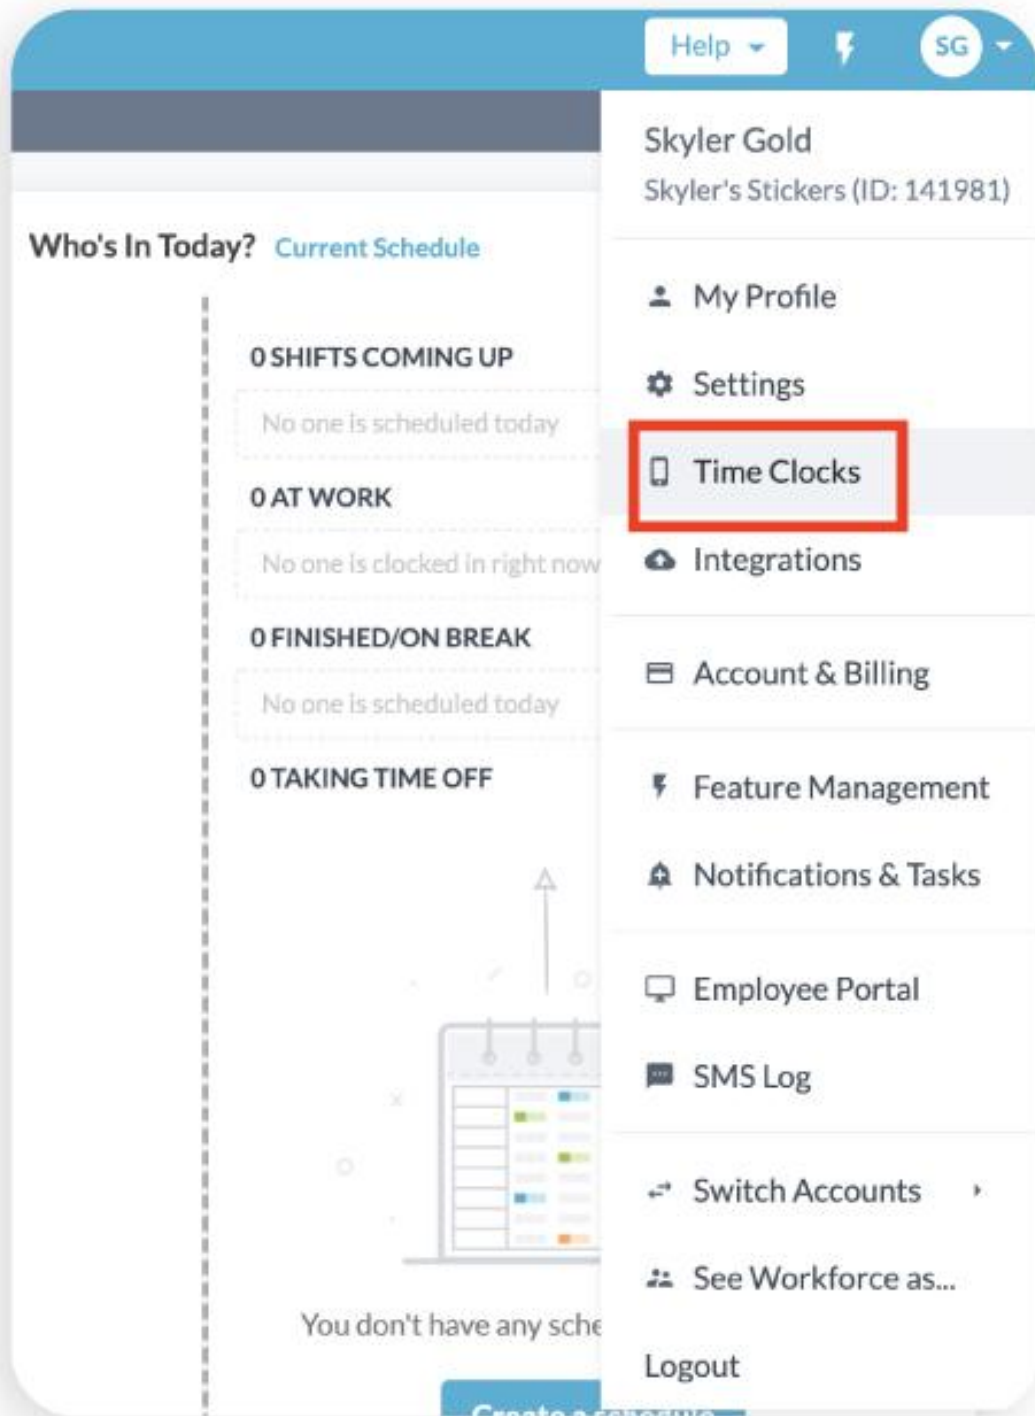 Help
SG
Skyler Gold
Skyler's Stickers (ID: 141981)
Who's In Today? Current Schedule
0 SHIFTS COMING UP
No one is scheduled today
0 AT WORK
No one is clocked in right now
0 FINISHED/ON BREAK
No one is scheduled today
0 TAKING TIME OFF
You don't have any sche
Create a schedule
My Profile
Settings
Time Clocks
Integrations
Account & Billing
Feature Management
Notifications & Tasks
Employee Portal
SMS Log
Switch Accounts
See Workforce as...
Logout